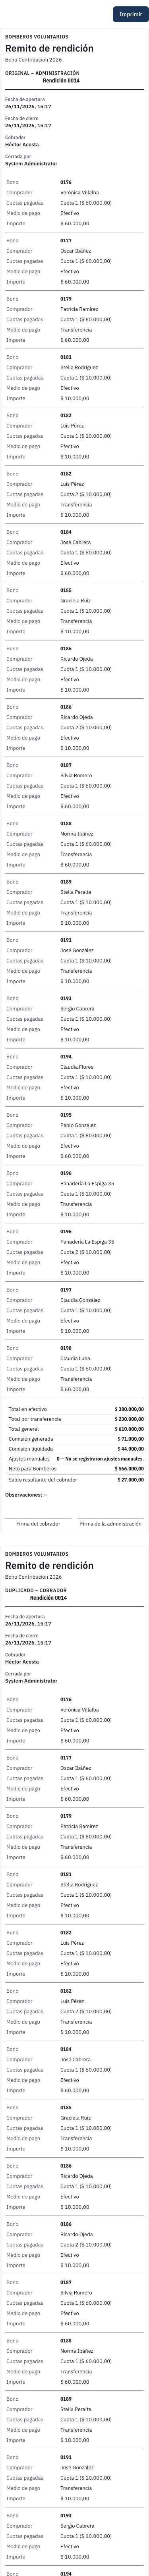 Imprimir
BOMBEROS VOLUNTARIOS
Remito de rendición
Bono Contribución 2026
ORIGINAL – ADMINISTRACIÓN
Rendición 0014
Fecha de apertura
26/11/2026, 15:17
Fecha de cierre
26/11/2026, 15:17
Cobrador
Héctor Acosta
Cerrada por
System Administrator
Bono 0176
Comprador Verónica Villalba
Cuotas pagadas Cuota 1 ($ 60.000,00)
Medio de pago Efectivo
Importe $ 60.000,00
Bono 0177
Comprador Oscar Ibáñez
Cuotas pagadas Cuota 1 ($ 60.000,00)
Medio de pago Efectivo
Importe $ 60.000,00
Bono 0179
Comprador Patricia Ramírez
Cuotas pagadas Cuota 1 ($ 60.000,00)
Medio de pago Transferencia
Importe $ 60.000,00
Bono 0181
Comprador Stella Rodríguez
Cuotas pagadas Cuota 1 ($ 10.000,00)
Medio de pago Efectivo
Importe $ 10.000,00
Bono 0182
Comprador Luis Pérez
Cuotas pagadas Cuota 1 ($ 10.000,00)
Medio de pago Efectivo
Importe $ 10.000,00
Bono 0182
Comprador Luis Pérez
Cuotas pagadas Cuota 2 ($ 10.000,00)
Medio de pago Transferencia
Importe $ 10.000,00
Bono 0184
Comprador José Cabrera
Cuotas pagadas Cuota 1 ($ 60.000,00)
Medio de pago Efectivo
Importe $ 60.000,00
Bono 0185
Comprador Graciela Ruiz
Cuotas pagadas Cuota 1 ($ 10.000,00)
Medio de pago Transferencia
Importe $ 10.000,00
Bono 0186
Comprador Ricardo Ojeda
Cuotas pagadas Cuota 1 ($ 10.000,00)
Medio de pago Efectivo
Importe $ 10.000,00
Bono 0186
Comprador Ricardo Ojeda
Cuotas pagadas Cuota 2 ($ 10.000,00)
Medio de pago Efectivo
Importe $ 10.000,00
Bono 0187
Comprador Silvia Romero
Cuotas pagadas Cuota 1 ($ 60.000,00)
Medio de pago Efectivo
Importe $ 60.000,00
Bono 0188
Comprador Norma Ibáñez
Cuotas pagadas Cuota 1 ($ 60.000,00)
Medio de pago Transferencia
Importe $ 60.000,00
Bono 0189
Comprador Stella Peralta
Cuotas pagadas Cuota 1 ($ 10.000,00)
Medio de pago Transferencia
Importe $ 10.000,00
Bono 0191
Comprador José González
Cuotas pagadas Cuota 1 ($ 10.000,00)
Medio de pago Transferencia
Importe $ 10.000,00
Bono 0193
Comprador Sergio Cabrera
Cuotas pagadas Cuota 1 ($ 10.000,00)
Medio de pago Efectivo
Importe $ 10.000,00
Bono 0194
Comprador Claudia Flores
Cuotas pagadas Cuota 1 ($ 10.000,00)
Medio de pago Efectivo
Importe $ 10.000,00
Bono 0195
Comprador Pablo González
Cuotas pagadas Cuota 1 ($ 60.000,00)
Medio de pago Efectivo
Importe $ 60.000,00
Bono 0196
Comprador Panadería La Espiga 35
Cuotas pagadas Cuota 1 ($ 10.000,00)
Medio de pago Transferencia
Importe $ 10.000,00
Bono 0196
Comprador Panadería La Espiga 35
Cuotas pagadas Cuota 2 ($ 10.000,00)
Medio de pago Efectivo
Importe $ 10.000,00
Bono 0197
Comprador Claudia González
Cuotas pagadas Cuota 1 ($ 10.000,00)
Medio de pago Efectivo
Importe $ 10.000,00
Bono 0198
Comprador Claudia Luna
Cuotas pagadas Cuota 1 ($ 60.000,00)
Medio de pago Transferencia
Importe $ 60.000,00
Total en efectivo $ 380.000,00
Total por transferencia $ 230.000,00
Total general $ 610.000,00
Comisión generada $ 71.000,00
Comisión liquidada $ 44.000,00
Ajustes manuales 0 — No se registraron ajustes manuales.
Neto para Bomberos $ 566.000,00
Saldo resultante del cobrador $ 27.000,00
Observaciones: —
Firma del cobrador Firma de la administración
BOMBEROS VOLUNTARIOS
Remito de rendición
Bono Contribución 2026
DUPLICADO – COBRADOR
Rendición 0014
Fecha de apertura
26/11/2026, 15:17
Fecha de cierre
26/11/2026, 15:17
Cobrador
Héctor Acosta
Cerrada por
System Administrator
Bono 0176
Comprador Verónica Villalba
Cuotas pagadas Cuota 1 ($ 60.000,00)
Medio de pago Efectivo
Importe $ 60.000,00
Bono 0177
Comprador Oscar Ibáñez
Cuotas pagadas Cuota 1 ($ 60.000,00)
Medio de pago Efectivo
Importe $ 60.000,00
Bono 0179
Comprador Patricia Ramírez
Cuotas pagadas Cuota 1 ($ 60.000,00)
Medio de pago Transferencia
Importe $ 60.000,00
Bono 0181
Comprador Stella Rodríguez
Cuotas pagadas Cuota 1 ($ 10.000,00)
Medio de pago Efectivo
Importe $ 10.000,00
Bono 0182
Comprador Luis Pérez
Cuotas pagadas Cuota 1 ($ 10.000,00)
Medio de pago Efectivo
Importe $ 10.000,00
Bono 0182
Comprador Luis Pérez
Cuotas pagadas Cuota 2 ($ 10.000,00)
Medio de pago Transferencia
Importe $ 10.000,00
Bono 0184
Comprador José Cabrera
Cuotas pagadas Cuota 1 ($ 60.000,00)
Medio de pago Efectivo
Importe $ 60.000,00
Bono 0185
Comprador Graciela Ruiz
Cuotas pagadas Cuota 1 ($ 10.000,00)
Medio de pago Transferencia
Importe $ 10.000,00
Bono 0186
Comprador Ricardo Ojeda
Cuotas pagadas Cuota 1 ($ 10.000,00)
Medio de pago Efectivo
Importe $ 10.000,00
Bono 0186
Comprador Ricardo Ojeda
Cuotas pagadas Cuota 2 ($ 10.000,00)
Medio de pago Efectivo
Importe $ 10.000,00
Bono 0187
Comprador Silvia Romero
Cuotas pagadas Cuota 1 ($ 60.000,00)
Medio de pago Efectivo
Importe $ 60.000,00
Bono 0188
Comprador Norma Ibáñez
Cuotas pagadas Cuota 1 ($ 60.000,00)
Medio de pago Transferencia
Importe $ 60.000,00
Bono 0189
Comprador Stella Peralta
Cuotas pagadas Cuota 1 ($ 10.000,00)
Medio de pago Transferencia
Importe $ 10.000,00
Bono 0191
Comprador José González
Cuotas pagadas Cuota 1 ($ 10.000,00)
Medio de pago Transferencia
Importe $ 10.000,00
Bono 0193
Comprador Sergio Cabrera
Cuotas pagadas Cuota 1 ($ 10.000,00)
Medio de pago Efectivo
Importe $ 10.000,00
Bono 0194